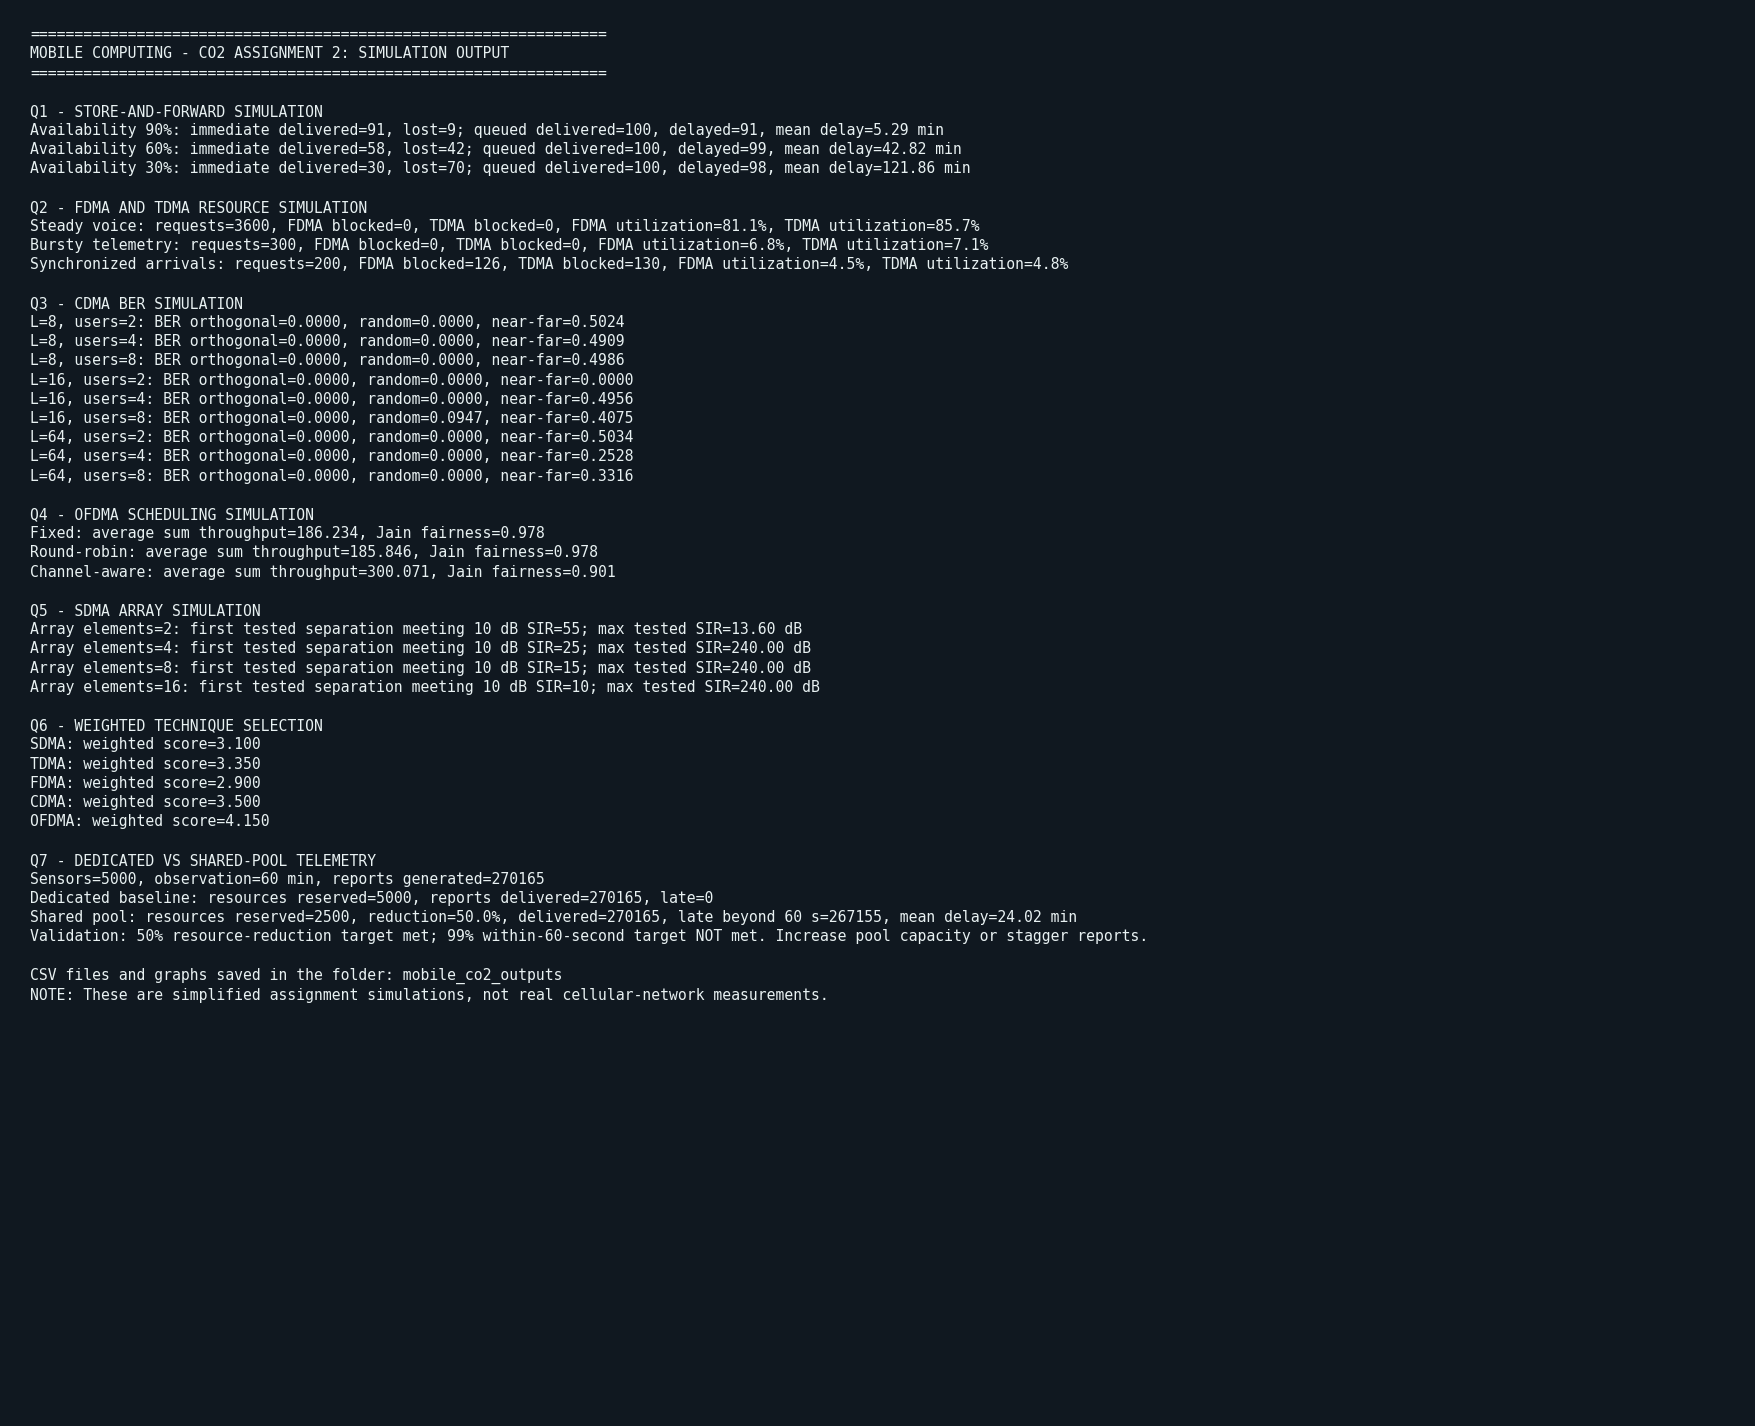 =================================================================
MOBILE COMPUTING - CO2 ASSIGNMENT 2: SIMULATION OUTPUT
=================================================================
Q1 - STORE-AND-FORWARD SIMULATION
Availability 90%: immediate delivered=91, lost=9; queued delivered=100, delayed=91, mean delay=5.29 min
Availability 60%: immediate delivered=58, lost=42; queued delivered=100, delayed=99, mean delay=42.82 min
Availability 30%: immediate delivered=30, lost=70; queued delivered=100, delayed=98, mean delay=121.86 min
Q2 - FDMA AND TDMA RESOURCE SIMULATION
Steady voice: requests=3600, FDMA blocked=0, TDMA blocked=0, FDMA utilization=81.1%, TDMA utilization=85.7%
Bursty telemetry: requests=300, FDMA blocked=0, TDMA blocked=0, FDMA utilization=6.8%, TDMA utilization=7.1%
Synchronized arrivals: requests=200, FDMA blocked=126, TDMA blocked=130, FDMA utilization=4.5%, TDMA utilization=4.8%
Q3 - CDMA BER SIMULATION
L=8, users=2: BER orthogonal=0.0000, random=0.0000, near-far=0.5024
L=8, users=4: BER orthogonal=0.0000, random=0.0000, near-far=0.4909
L=8, users=8: BER orthogonal=0.0000, random=0.0000, near-far=0.4986
L=16, users=2: BER orthogonal=0.0000, random=0.0000, near-far=0.0000
L=16, users=4: BER orthogonal=0.0000, random=0.0000, near-far=0.4956
L=16, users=8: BER orthogonal=0.0000, random=0.0947, near-far=0.4075
L=64, users=2: BER orthogonal=0.0000, random=0.0000, near-far=0.5034
L=64, users=4: BER orthogonal=0.0000, random=0.0000, near-far=0.2528
L=64, users=8: BER orthogonal=0.0000, random=0.0000, near-far=0.3316
Q4 - OFDMA SCHEDULING SIMULATION
Fixed: average sum throughput=186.234, Jain fairness=0.978
Round-robin: average sum throughput=185.846, Jain fairness=0.978
Channel-aware: average sum throughput=300.071, Jain fairness=0.901
Q5 - SDMA ARRAY SIMULATION
Array elements=2: first tested separation meeting 10 dB SIR=55; max tested SIR=13.60 dB
Array elements=4: first tested separation meeting 10 dB SIR=25; max tested SIR=240.00 dB
Array elements=8: first tested separation meeting 10 dB SIR=15; max tested SIR=240.00 dB
Array elements=16: first tested separation meeting 10 dB SIR=10; max tested SIR=240.00 dB
Q6 - WEIGHTED TECHNIQUE SELECTION
SDMA: weighted score=3.100
TDMA: weighted score=3.350
FDMA: weighted score=2.900
CDMA: weighted score=3.500
OFDMA: weighted score=4.150
Q7 - DEDICATED VS SHARED-POOL TELEMETRY
Sensors=5000, observation=60 min, reports generated=270165
Dedicated baseline: resources reserved=5000, reports delivered=270165, late=0
Shared pool: resources reserved=2500, reduction=50.0%, delivered=270165, late beyond 60 s=267155, mean delay=24.02 min
Validation: 50% resource-reduction target met; 99% within-60-second target NOT met. Increase pool capacity or stagger reports.
CSV files and graphs saved in the folder: mobile_co2_outputs
NOTE: These are simplified assignment simulations, not real cellular-network measurements.